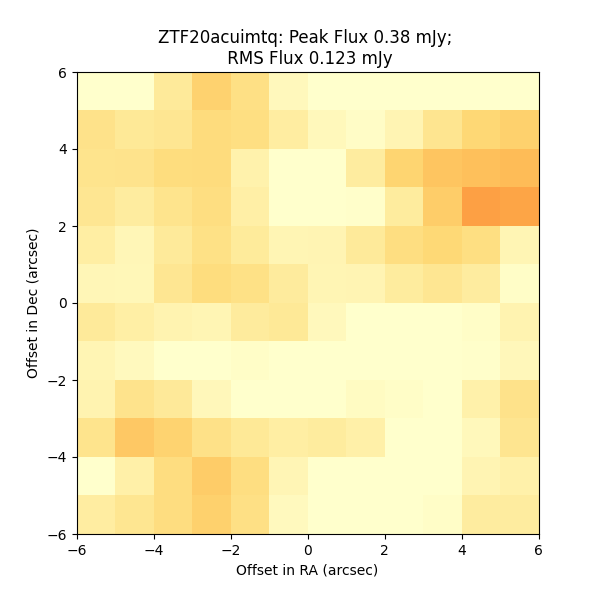 ZTF20acuimtq: Peak Flux 0.38 mJy;
RMS Flux 0.123 mJy
6
4
2
0
−2
−4
−6
Offset in Dec (arcsec)
−6 −4 −2 0 2 4 6
Offset in RA (arcsec)